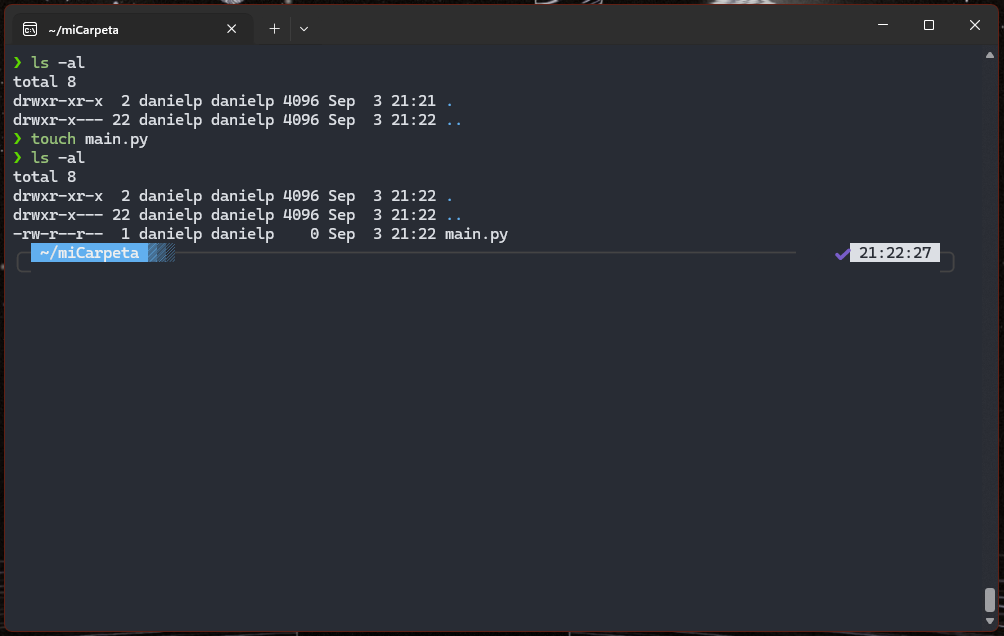 ~/miCarpeta
❯ ls -al
total 8
drwxr-xr-x  2 danielp danielp 4096 Sep  3 21:21 .
drwxr-x--- 22 danielp danielp 4096 Sep  3 21:22 ..
❯ touch main.py
❯ ls -al
total 8
drwxr-xr-x  2 danielp danielp 4096 Sep  3 21:22 .
drwxr-x--- 22 danielp danielp 4096 Sep  3 21:22 ..
-rw-r--r--  1 danielp danielp    0 Sep  3 21:22 main.py
~/miCarpeta 21:22:27